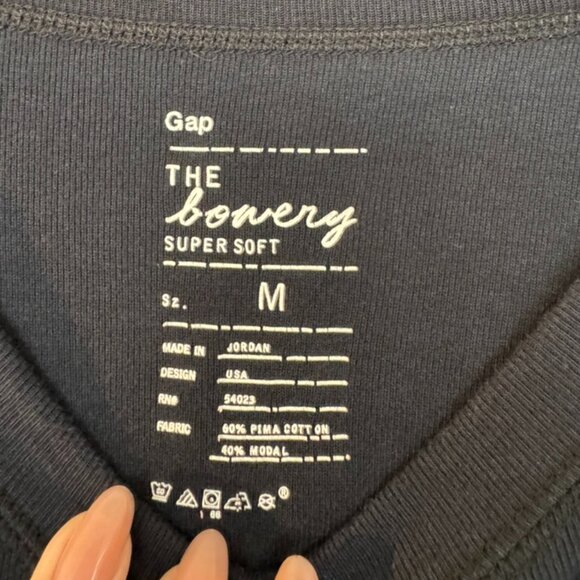 Gap
THE
bowery
SUPER SOFT
Sz. M
MADE IN JORDAN
DESIGN USA
RN# 54023
FABRIC 60% PIMA COTTON
40% MODAL
®